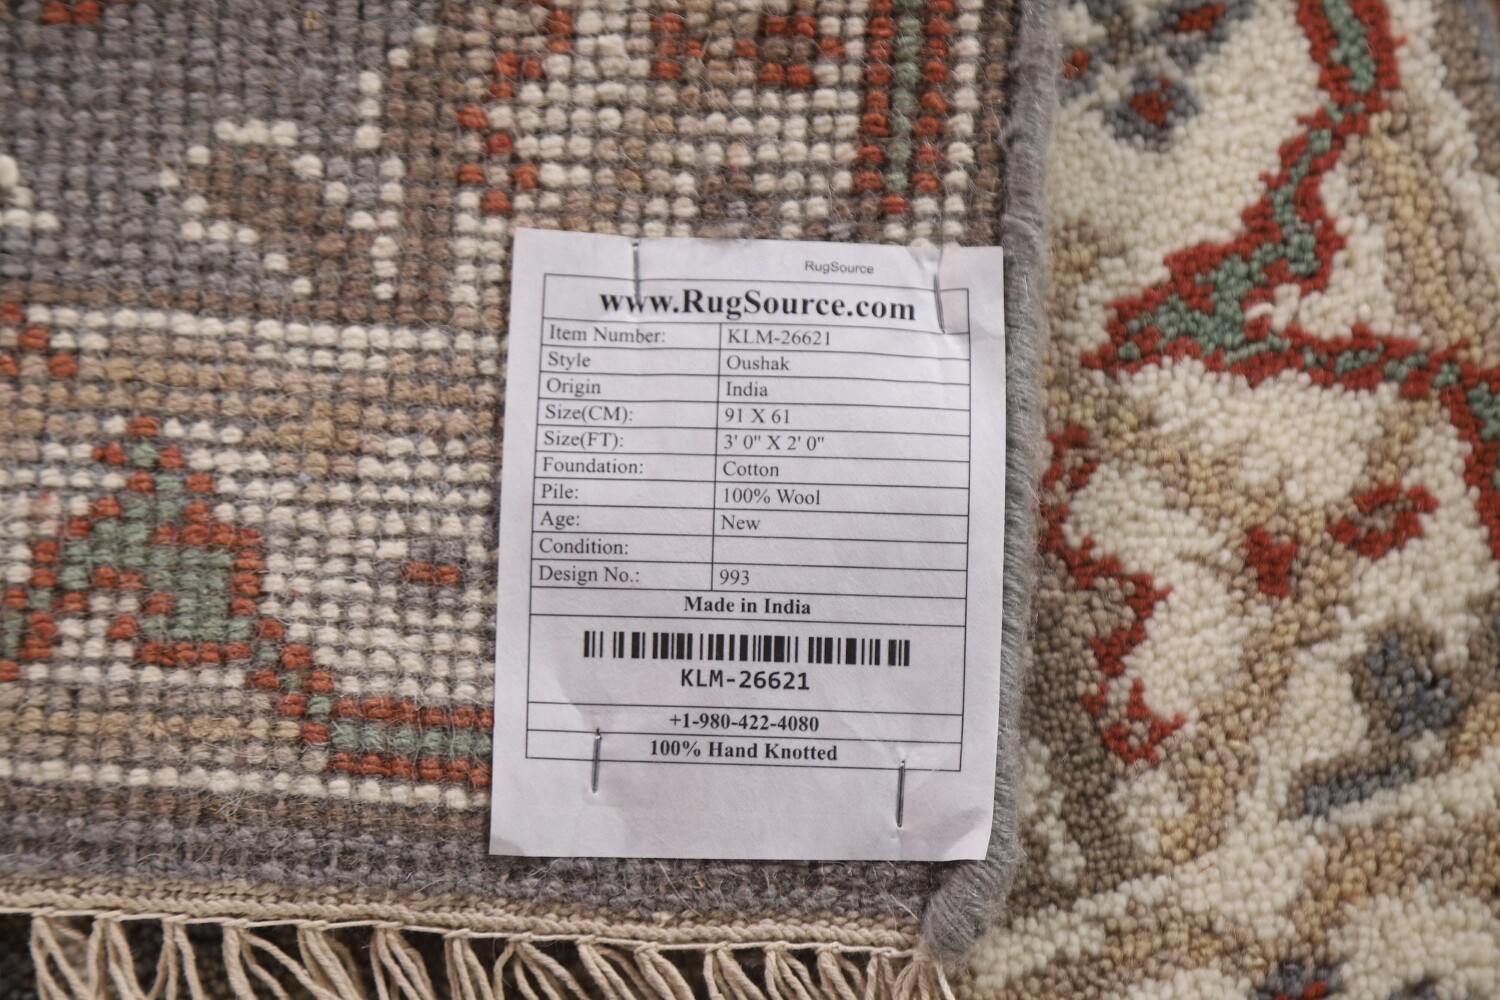 RugSource
www.RugSource.com
Item Number: KLM-26621
Style Oushak
Origin India
Size(CM): 91 X 61
Size(FT): 3' 0" X 2' 0"
Foundation: Cotton
Pile: 100% Wool
Age: New
Condition:
Design No.: 993
Made in India
KLM-26621
+1-980-422-4080
100% Hand Knotted